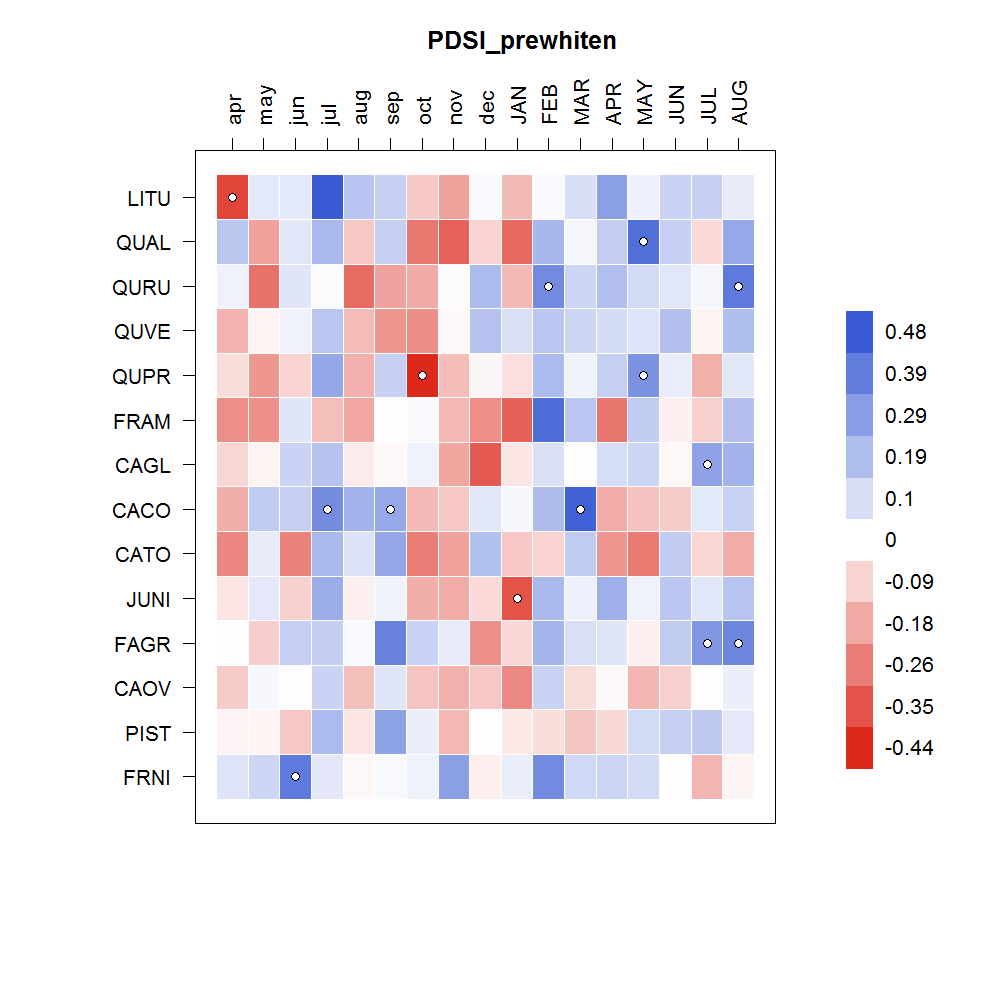 PDSI_prewhiten
apr
may
jun
jul
aug
sep
oct
nov
dec
JAN
FEB
MAR
APR
MAY
JUN
JUL
AUG
LITU
QUAL
QURU
QUVE
QUPR
FRAM
CAGL
CACO
CATO
JUNI
FAGR
CAOV
PIST
FRNI
0.48
0.39
0.29
0.19
0.1
0
-0.09
-0.18
-0.26
-0.35
-0.44